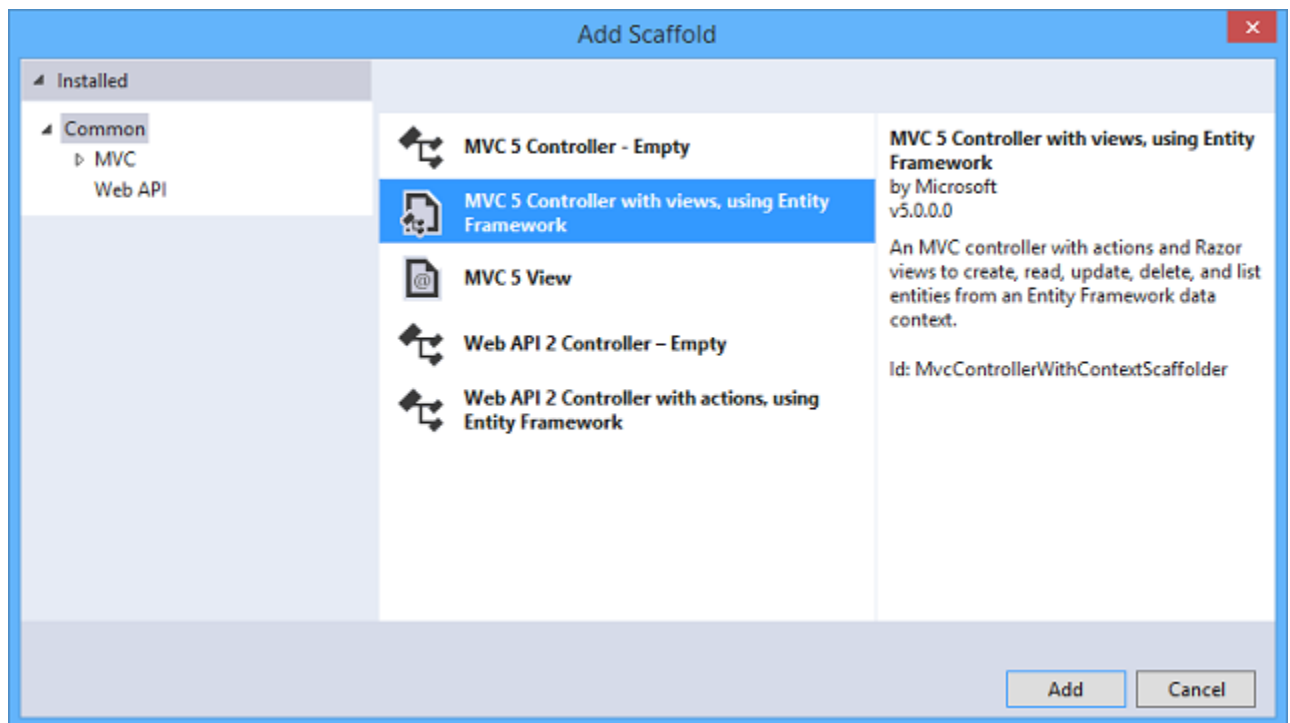 Add Scaffold
Installed
Common
MVC
Web API
MVC 5 Controller - Empty
MVC 5 Controller with views, using Entity
Framework
MVC 5 View
Web API 2 Controller – Empty
Web API 2 Controller with actions, using
Entity Framework
MVC 5 Controller with views, using Entity
Framework
by Microsoft
v5.0.0.0
An MVC controller with actions and Razor
views to create, read, update, delete, and list
entities from an Entity Framework data
context.
Id: MvcControllerWithContextScaffolder
Add
Cancel